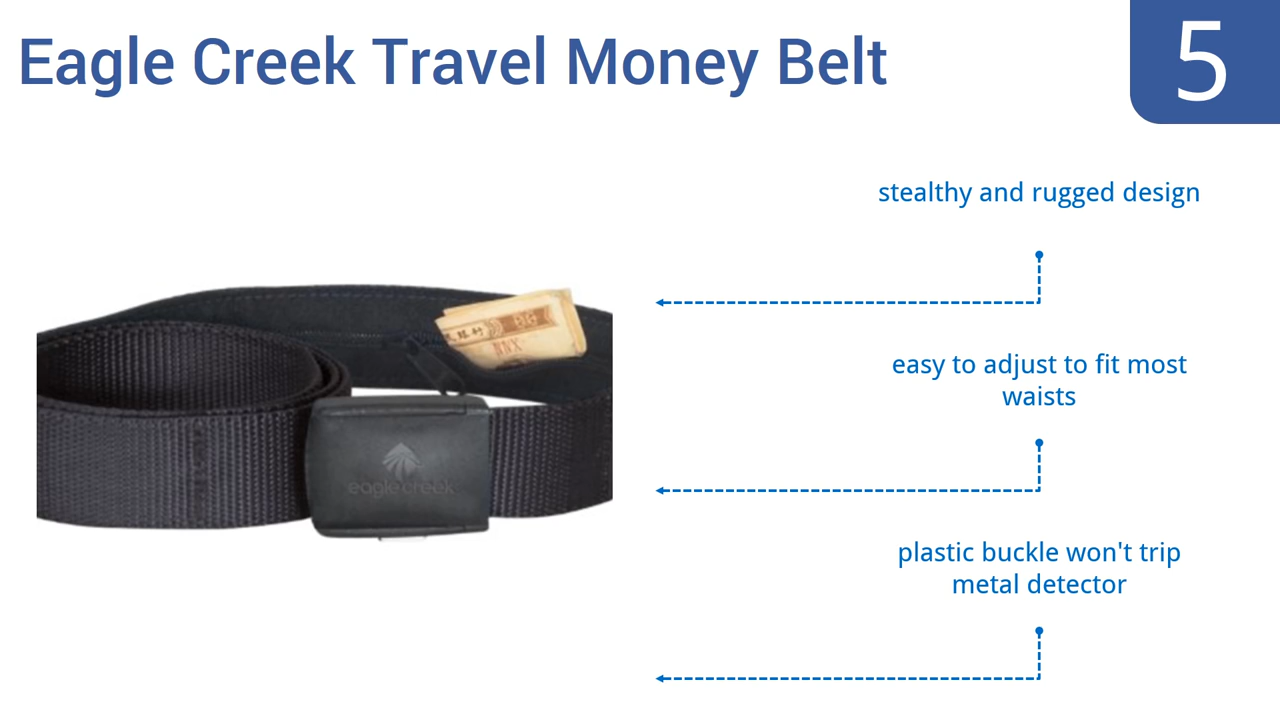 Eagle Creek Travel Money Belt
5
stealthy and rugged design
easy to adjust to fit most
waists
plastic buckle won't trip
metal detector
eagle creek